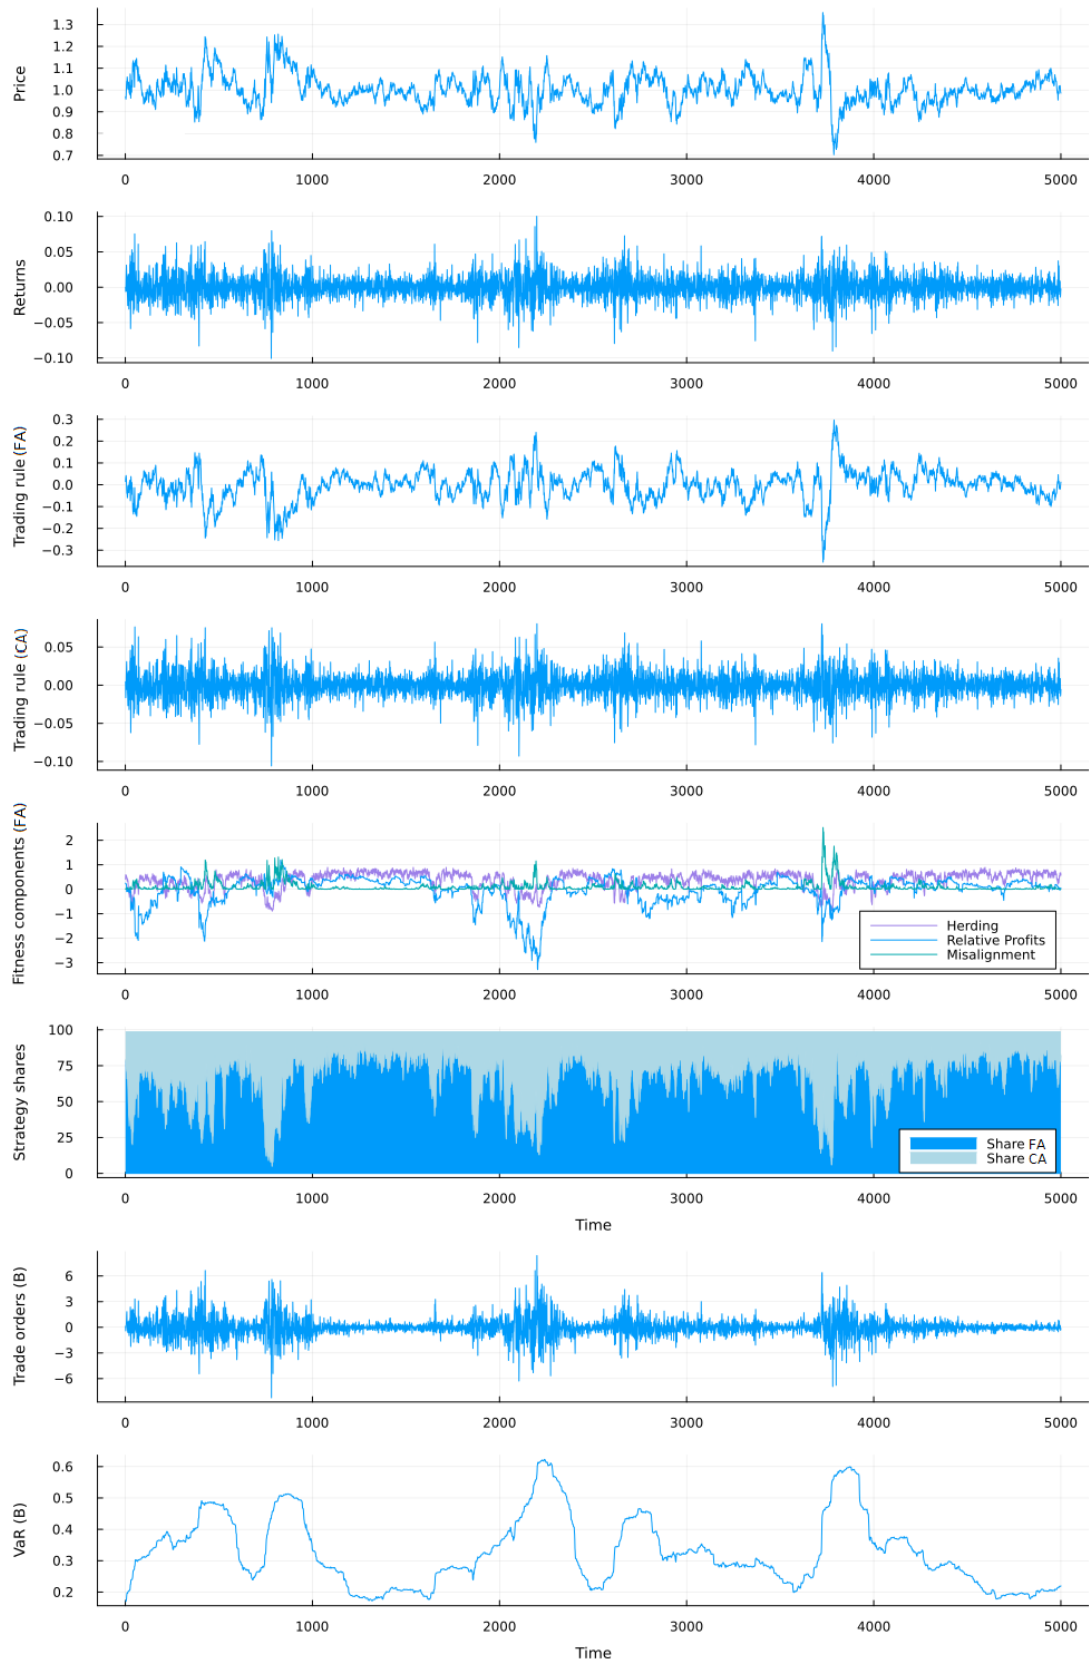 Price
1.3
1.2
1.1
1.0
0.9
0.8
0.7
0 1000 2000 3000 4000 5000
Returns
0.10
0.05
0.00
−0.05
−0.10
0 1000 2000 3000 4000 5000
Trading rule (FA)
0.3
0.2
0.1
0.0
−0.1
−0.2
−0.3
0 1000 2000 3000 4000 5000
Trading rule (CA)
0.05
0.00
−0.05
−0.10
0 1000 2000 3000 4000 5000
Fitness components (FA)
2
1
0
−1
−2
−3
Herding
Relative Profits
Misalignment
0 1000 2000 3000 4000 5000
Strategy shares
100
75
50
25
0
Share FA
Share CA
0 1000 2000 3000 4000 5000
Time
Trade orders (B)
6
3
0
−3
−6
0 1000 2000 3000 4000 5000
VaR (B)
0.6
0.5
0.4
0.3
0.2
0 1000 2000 3000 4000 5000
Time